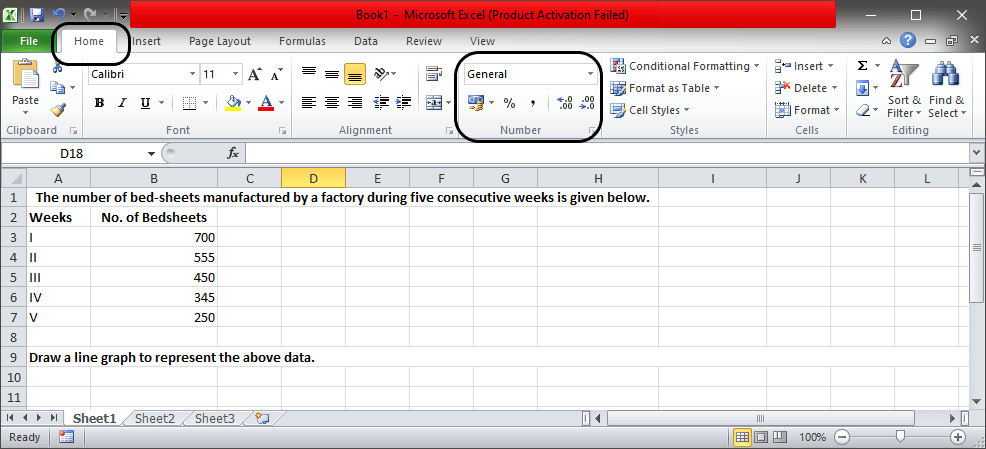 Book1 - Microsoft Excel (Product Activation Failed)
File Home Insert Page Layout Formulas Data Review View
Paste
Calibri 11
B I U A
General
% ,
Conditional Formatting
Format as Table
Cell Styles
Insert
Delete
Format
Σ
Sort & Filter
Find & Select
Clipboard Font Alignment Number Styles Cells Editing
D18 fx
A B C D E F G H I J K L
1 The number of bed-sheets manufactured by a factory during five consecutive weeks is given below.
2 Weeks No. of Bedsheets
3 I 700
4 II 555
5 III 450
6 IV 345
7 V 250
8
9 Draw a line graph to represent the above data.
10
11
Sheet1 Sheet2 Sheet3
Ready 100%